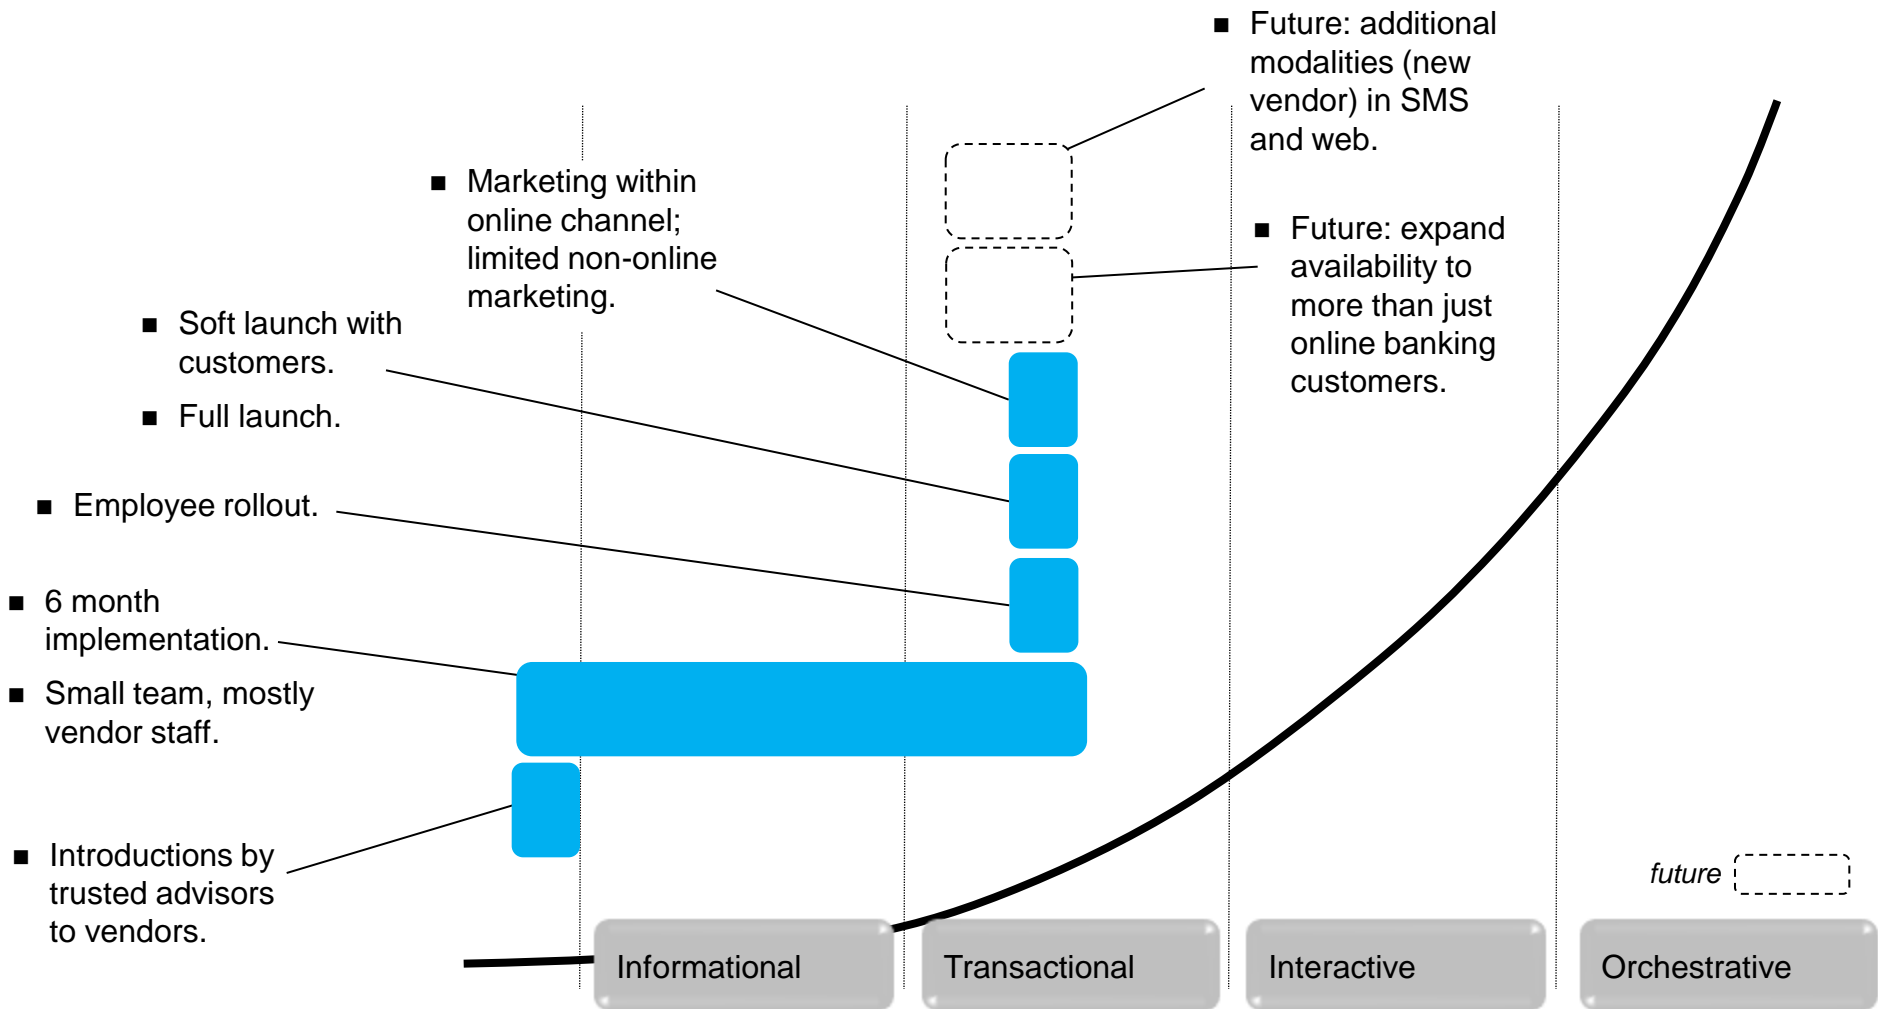 ■ Future: additional
modalities (new
vendor) in SMS
and web.
■ Marketing within
online channel;
limited non-online
marketing.
■ Future: expand
availability to
more than just
online banking
customers.
■ Soft launch with
customers.
■ Full launch.
■ Employee rollout.
■ 6 month
implementation.
■ Small team, mostly
vendor staff.
■ Introductions by
trusted advisors
to vendors.
future
Informational
Transactional
Interactive
Orchestrative